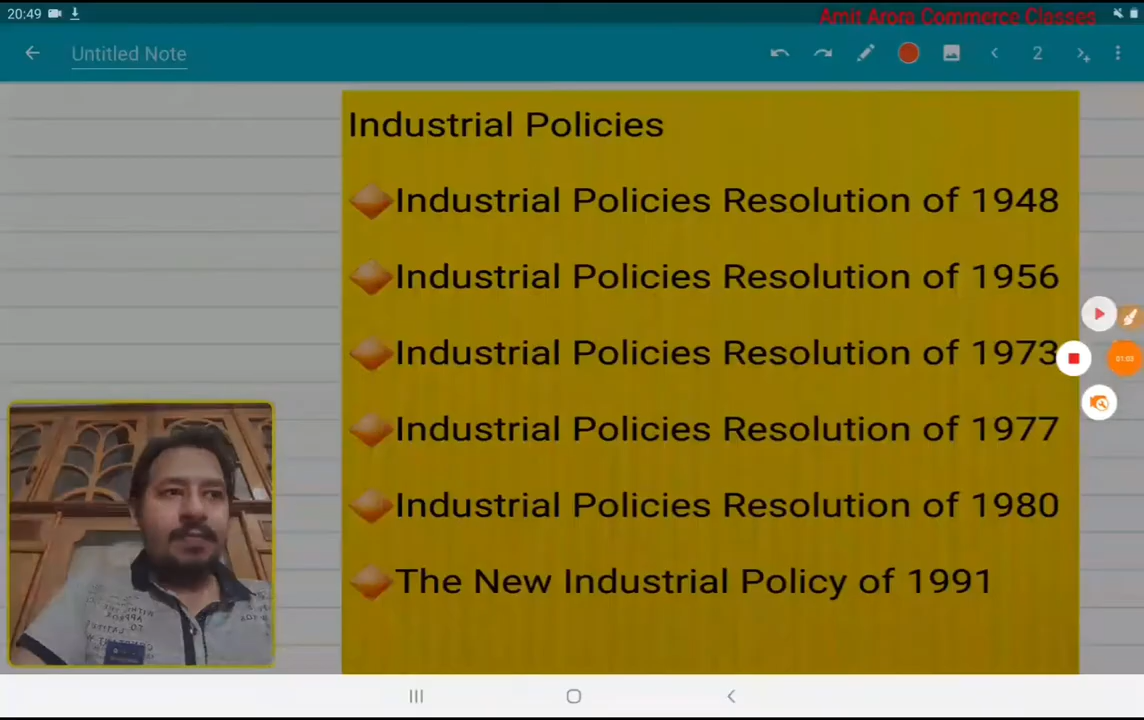 20:49
Amit Arora Commerce Classes
Untitled Note
2
Industrial Policies
Industrial Policies Resolution of 1948
Industrial Policies Resolution of 1956
Industrial Policies Resolution of 1973
01:03
Industrial Policies Resolution of 1977
Industrial Policies Resolution of 1980
The New Industrial Policy of 1991